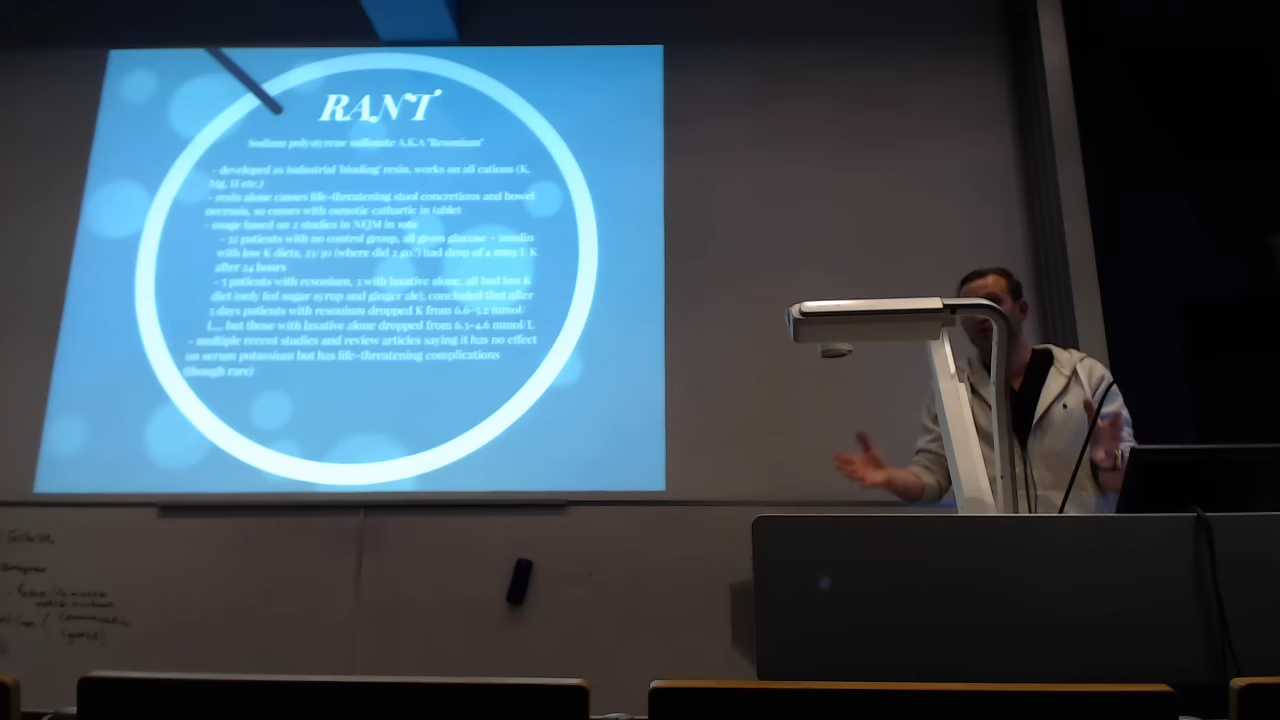 RANT
Sodium polystyrene sulfonate A.K.A "Resonium"
- developed as industrial 'binding' resin, works on all cations (K,
Mg, H etc.)
- resin alone causes life-threatening stool concretions and bowel
necrosis, so comes with osmotic cathartic in tablet
- usage based on 2 studies in NEJM in 1961
- 32 patients with no control group, all given glucose + insulin
with low K diets, 23/30 (where did 2 go?) had drop of .4 meq/L K
after 24 hours
- 5 patients with resonium, 3 with laxative alone, all had low K
diet (only fed sugar syrup and ginger ale), concluded that after
5 days patients with resonium dropped K from 6.6-5.2 mmol/
L... but those with laxative alone dropped from 6.3-4.6 mmol/L
- multiple recent studies and review articles saying it has no effect
on serum potassium but has life-threatening complications
(though rare)